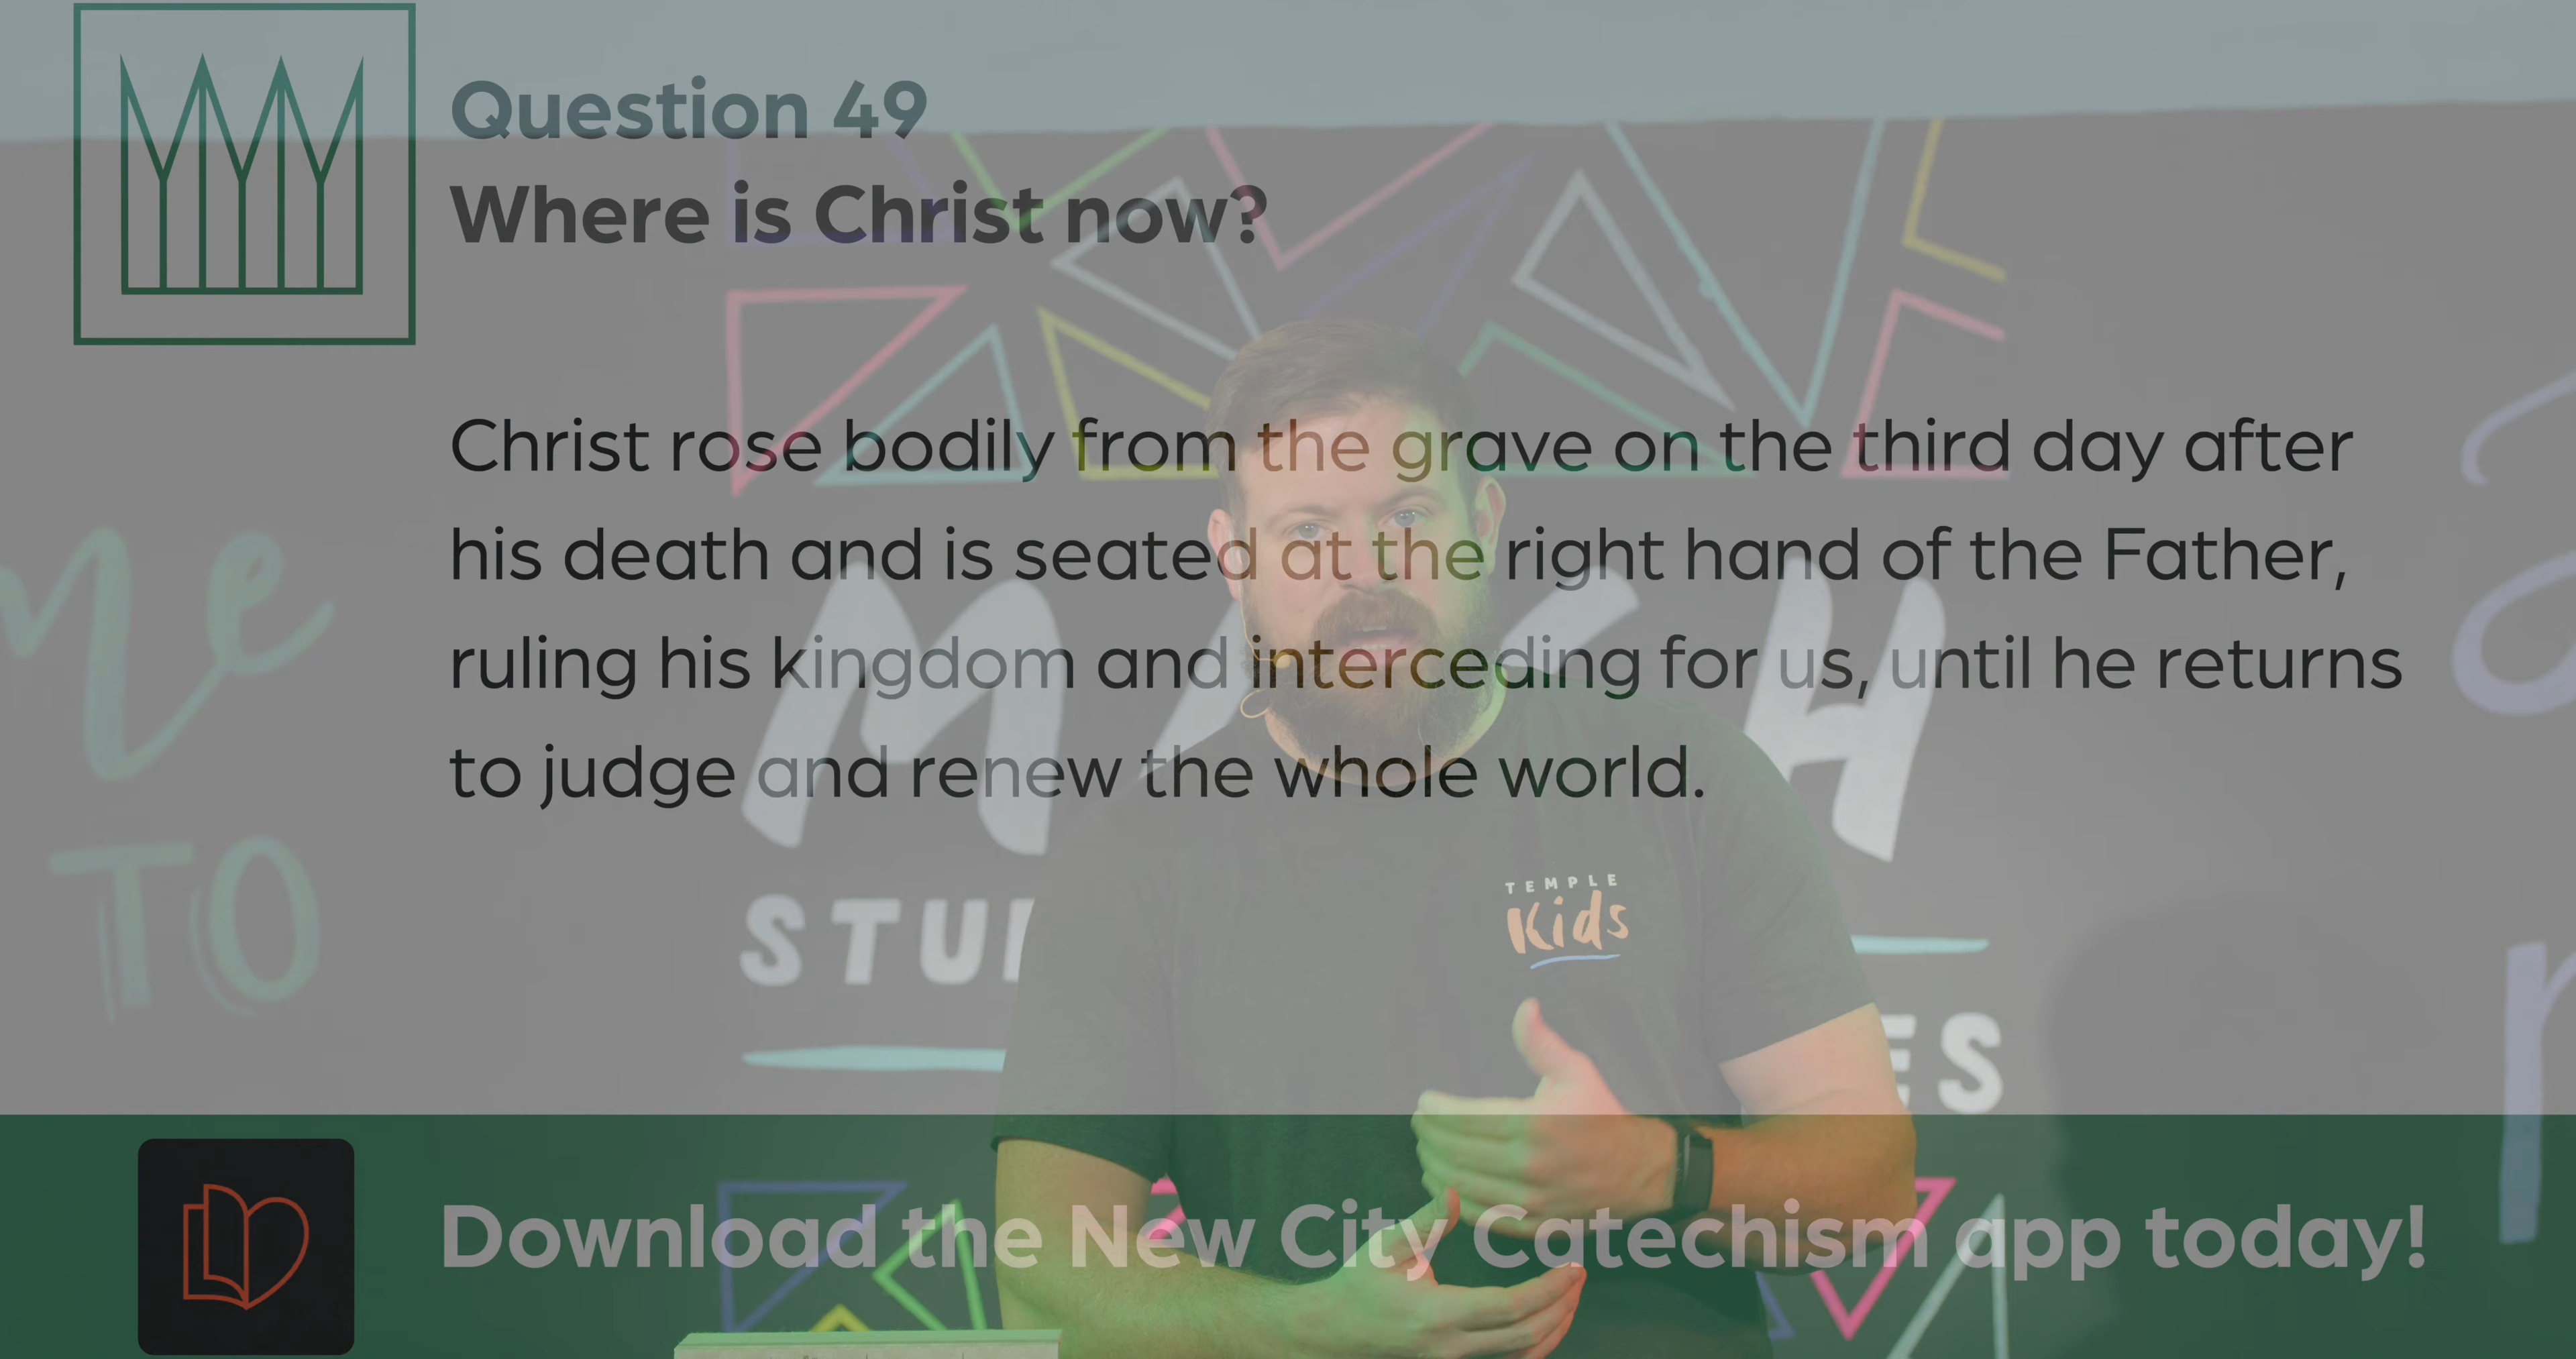 Question 49
Where is Christ now?
Christ rose bodily from the grave on the third day after
his death and is seated at the right hand of the Father,
ruling his kingdom and interceding for us, until he returns
to judge and renew the whole world.
me
TO
TEMPLE
Kids
Download the New City Catechism app today!